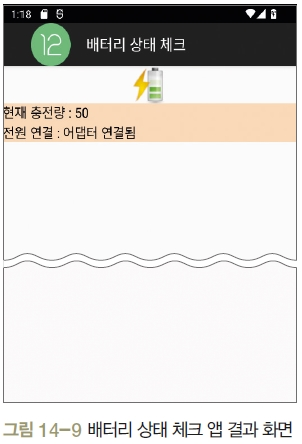 1:18
12 배터리 상태 체크
현재 충전량 : 50
전원 연결 : 어댑터 연결됨
그림 14-9 배터리 상태 체크 앱 결과 화면